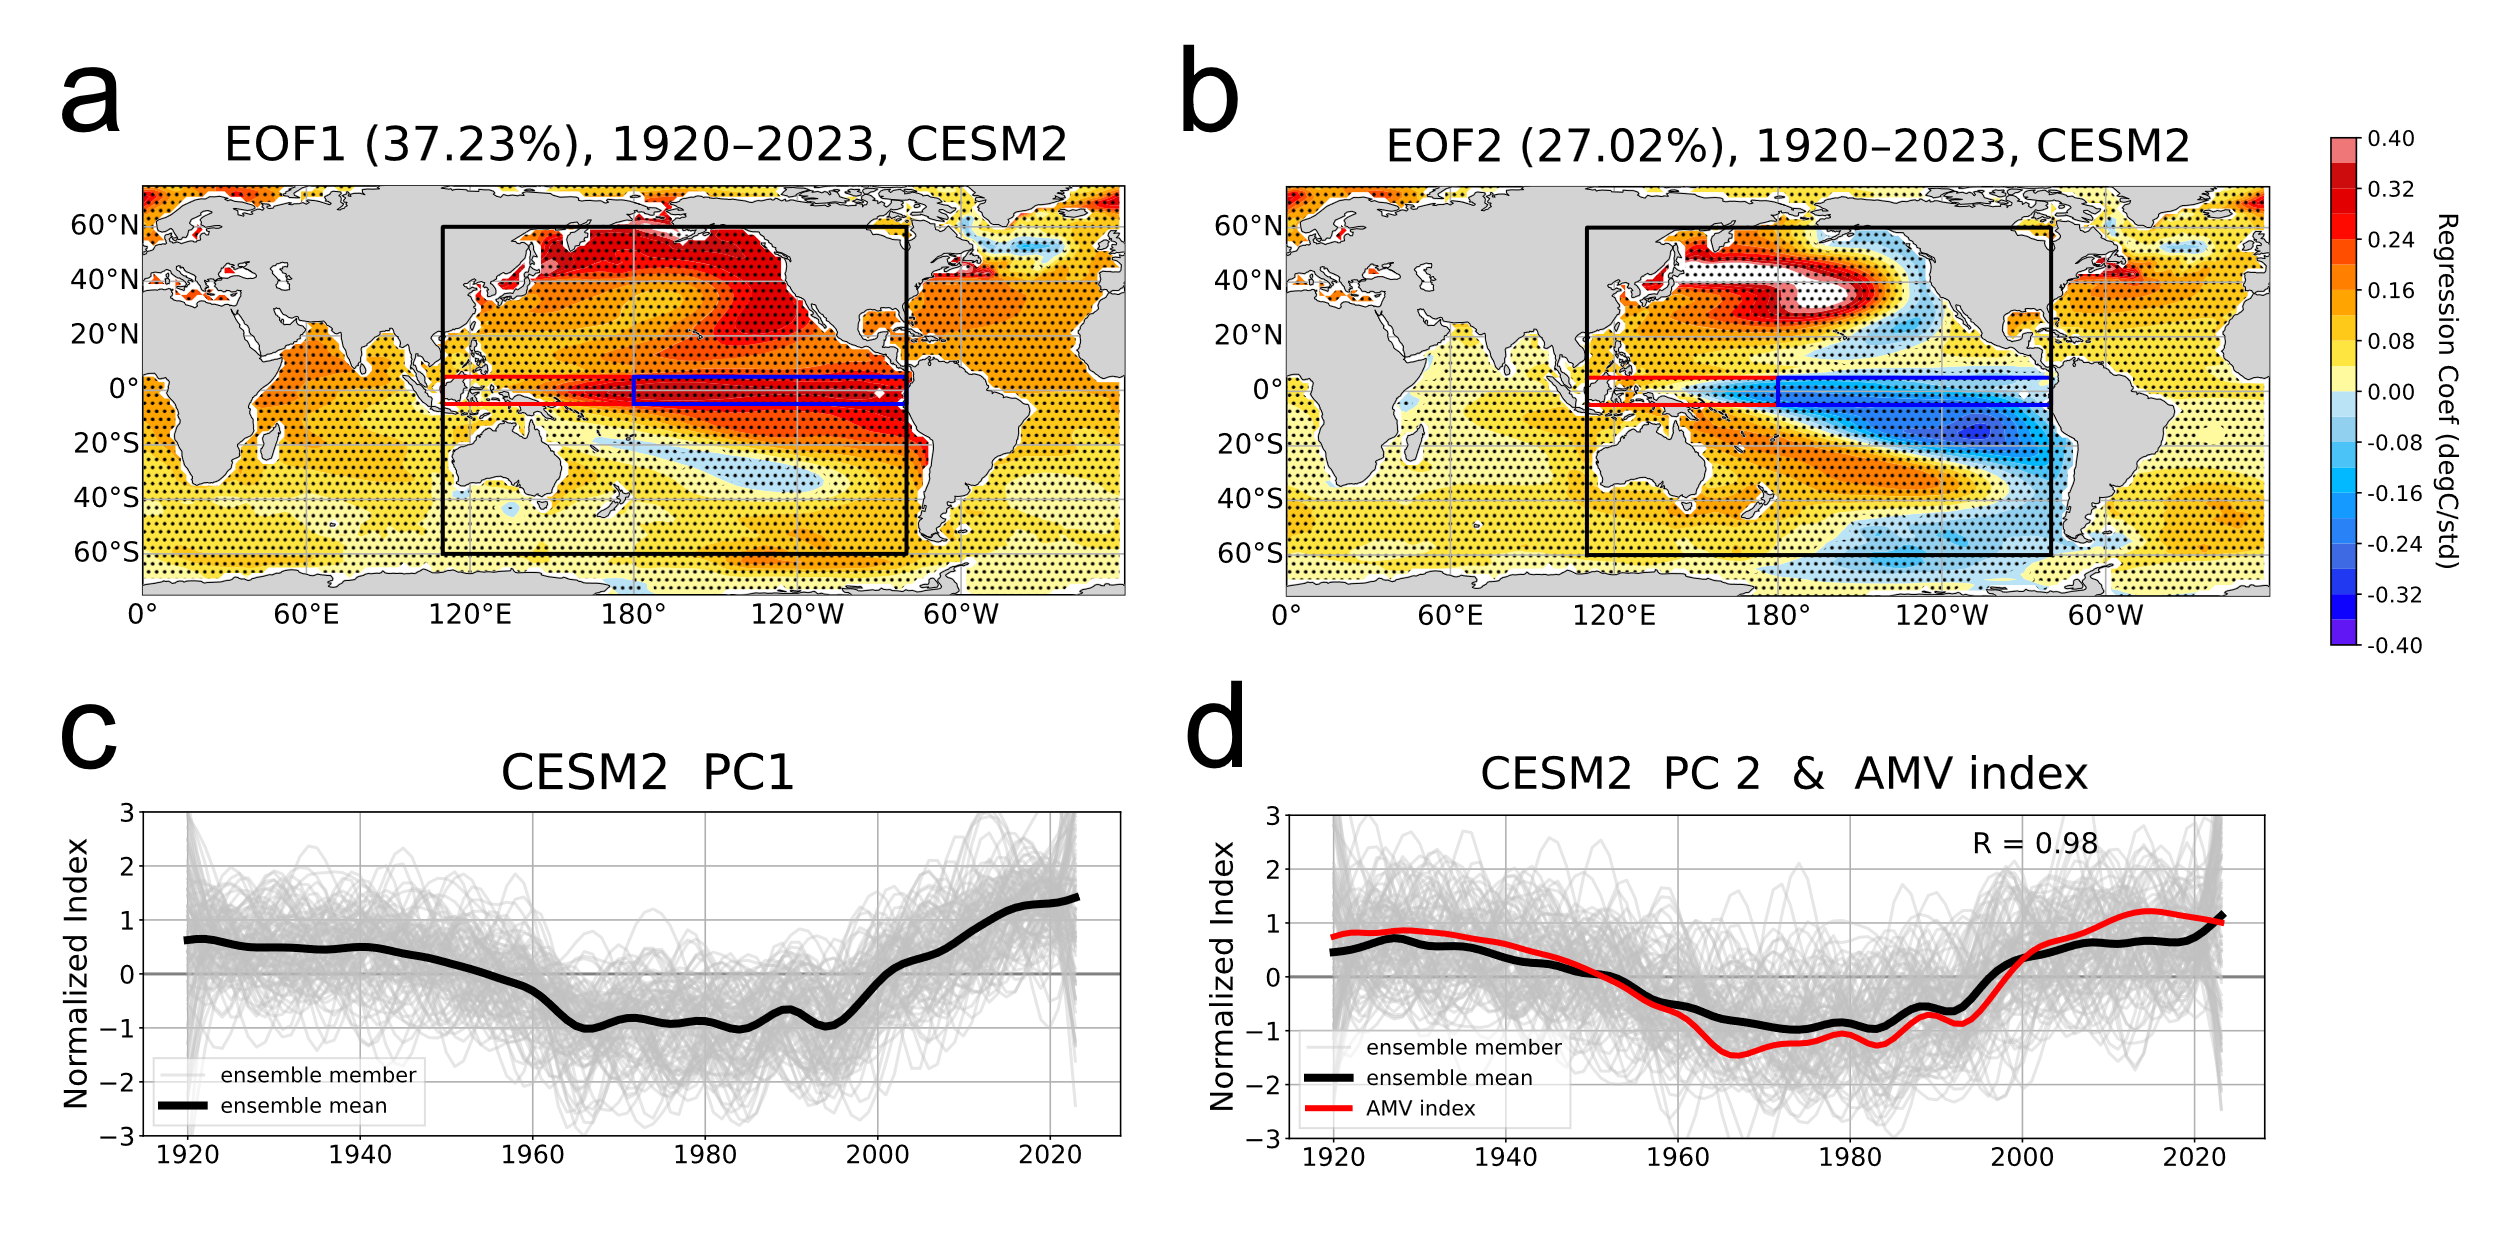 a
EOF1 (37.23%), 1920–2023, CESM2
60°N
40°N
20°N
0°
20°S
40°S
60°S
0° 60°E 120°E 180° 120°W 60°W
b
EOF2 (27.02%), 1920–2023, CESM2
60°N
40°N
20°N
0°
20°S
40°S
60°S
0° 60°E 120°E 180° 120°W 60°W
0.40
0.32
0.24
0.16
0.08
0.00
-0.08
-0.16
-0.24
-0.32
-0.40
Regression Coef (degC/std)
c
CESM2 PC1
Normalized Index
3
2
1
0
−1
−2
−3
ensemble member
ensemble mean
1920 1940 1960 1980 2000 2020
d
CESM2 PC 2 & AMV index
Normalized Index
3
2
1
0
−1
−2
−3
R = 0.98
ensemble member
ensemble mean
AMV index
1920 1940 1960 1980 2000 2020